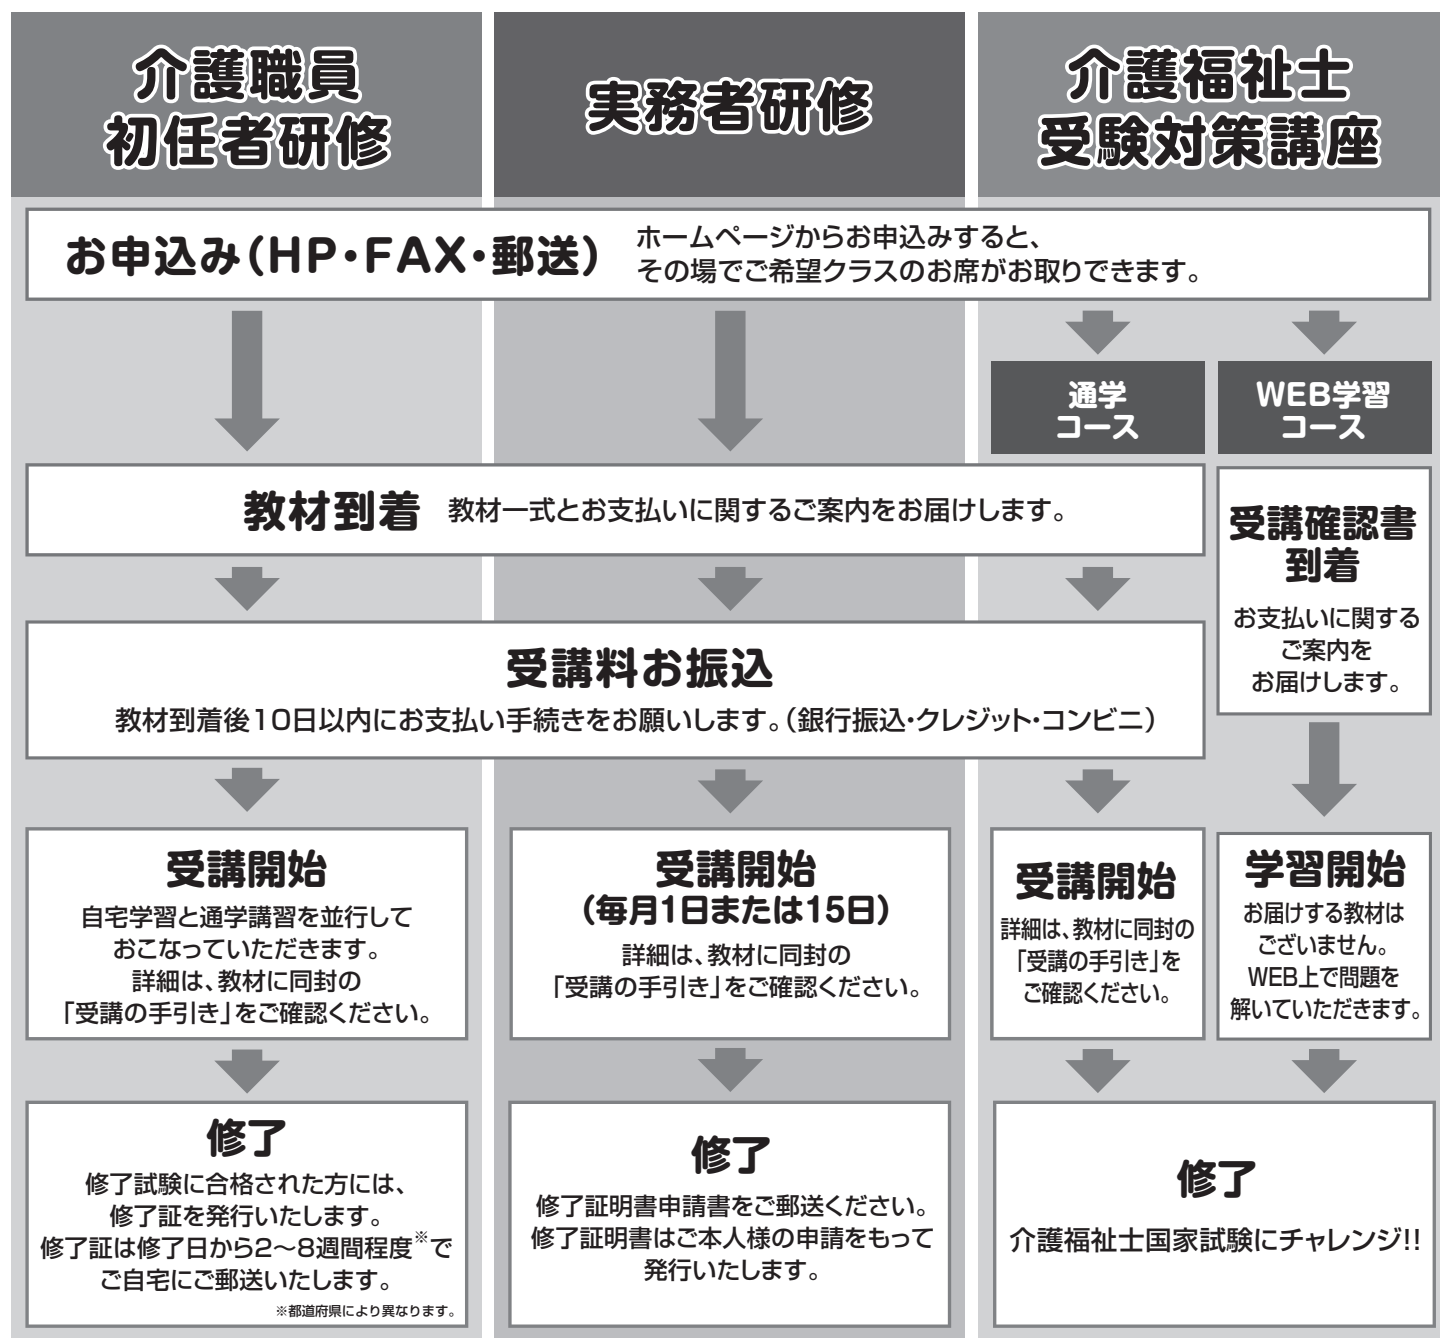 介護職員
初任者研修
実務者研修
介護福祉士
受験対策講座
お申込み(HP・FAX・郵送)
ホームページからお申込みすると、
その場でご希望クラスのお席がお取りできます。
通学
コース
WEB学習
コース
教材到着
教材一式とお支払いに関するご案内をお届けします。
受講確認書
到着
お支払いに関する
ご案内を
お届けします。
受講料お振込
教材到着後10日以内にお支払い手続きをお願いします。(銀行振込・クレジット・コンビニ)
受講開始
自宅学習と通学講習を並行して
おこなっていただきます。
詳細は、教材に同封の
「受講の手引き」をご確認ください。
受講開始
(毎月1日または15日)
詳細は、教材に同封の
「受講の手引き」をご確認ください。
受講開始
詳細は、教材に同封の
「受講の手引き」を
ご確認ください。
学習開始
お届けする教材は
ございません。
WEB上で問題を
解いていただきます。
修了
修了試験に合格された方には、
修了証を発行いたします。
修了証は修了日から2〜8週間程度※で
ご自宅にご郵送いたします。
※都道府県により異なります。
修了
修了証明書申請書をご郵送ください。
修了証明書はご本人様の申請をもって
発行いたします。
修了
介護福祉士国家試験にチャレンジ!!